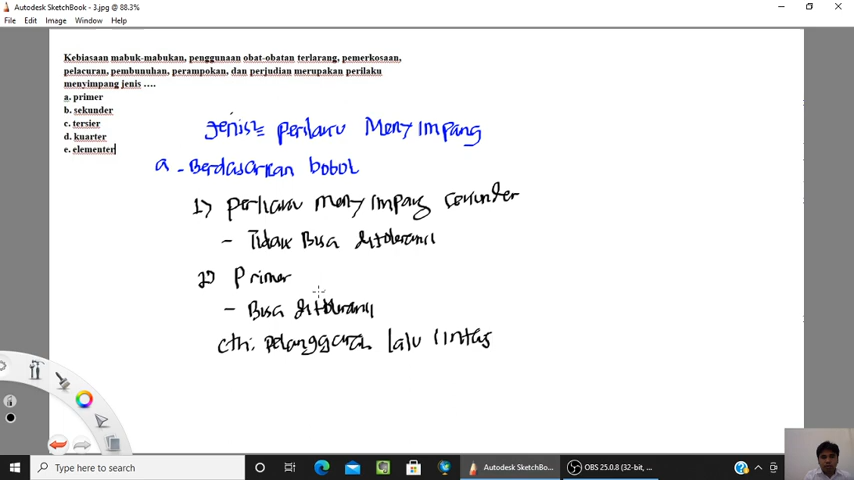 Autodesk SketchBook - 3.jpg @ 88.3%
File Edit Image Window Help
Kebiasaan mabuk-mabukan, penggunaan obat-obatan terlarang, pemerkosaan,
pelacuran, pembunuhan, perampokan, dan perjudian merupakan perilaku
menyimpang jenis ....
a. primer
b. sekunder
c. tersier
d. kuarter
e. elementer
Jenis2 perilaku Menyimpang
a. Berdasarkan bobot
1) perilaku menyimpang sekunder
- Tidak Bisa ditoleransi
2) Primer
- Bisa ditoleransi
cth: pelanggaran lalu lintas
Type here to search
Autodesk SketchBo...
OBS 25.0.8 (32-bit, ...